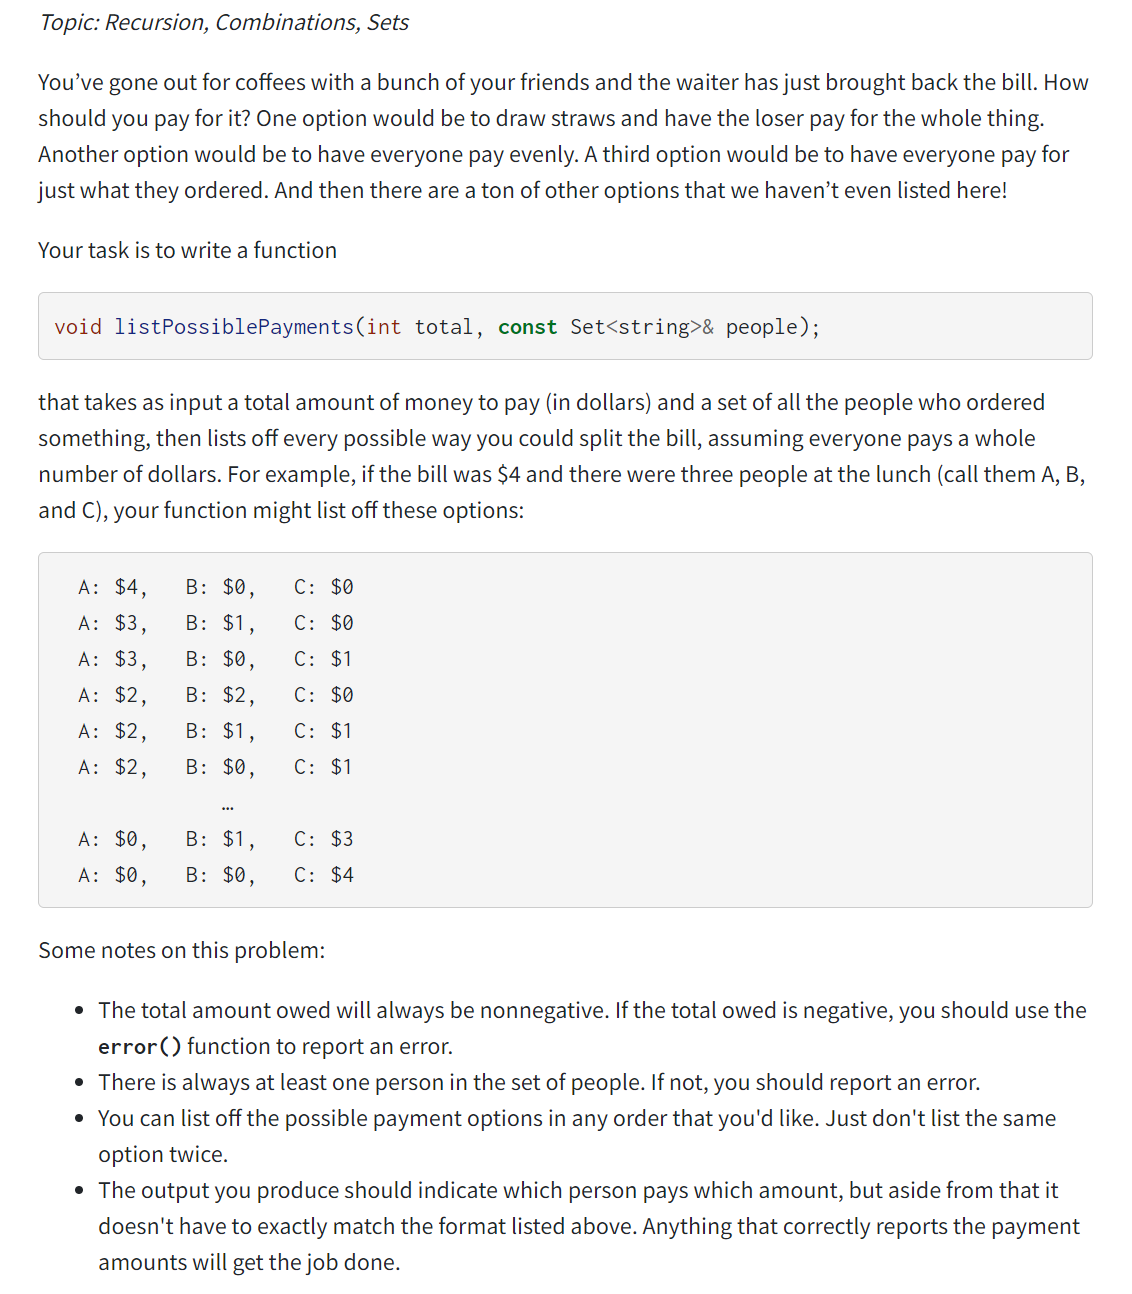 Topic: Recursion, Combinations, Sets
You’ve gone out for coffees with a bunch of your friends and the waiter has just brought back the bill. How
should you pay for it? One option would be to draw straws and have the loser pay for the whole thing.
Another option would be to have everyone pay evenly. A third option would be to have everyone pay for
just what they ordered. And then there are a ton of other options that we haven’t even listed here!
Your task is to write a function
void listPossiblePayments(int total, const Set<string>& people);
that takes as input a total amount of money to pay (in dollars) and a set of all the people who ordered
something, then lists off every possible way you could split the bill, assuming everyone pays a whole
number of dollars. For example, if the bill was $4 and there were three people at the lunch (call them A, B,
and C), your function might list off these options:
A: $4, B: $0, C: $0
A: $3, B: $1, C: $0
A: $3, B: $0, C: $1
A: $2, B: $2, C: $0
A: $2, B: $1, C: $1
A: $2, B: $0, C: $1
…
A: $0, B: $1, C: $3
A: $0, B: $0, C: $4
Some notes on this problem:
• The total amount owed will always be nonnegative. If the total owed is negative, you should use the
error() function to report an error.
• There is always at least one person in the set of people. If not, you should report an error.
• You can list off the possible payment options in any order that you'd like. Just don't list the same
option twice.
• The output you produce should indicate which person pays which amount, but aside from that it
doesn't have to exactly match the format listed above. Anything that correctly reports the payment
amounts will get the job done.